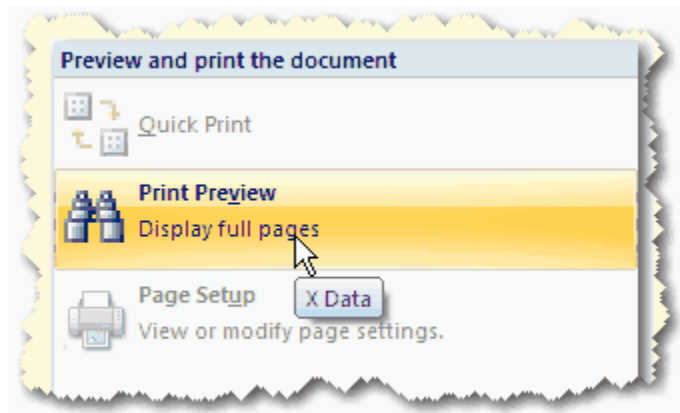 Preview and print the document
Quick Print
Print Preview
Display full pages
Page Setup
X Data
View or modify page settings.